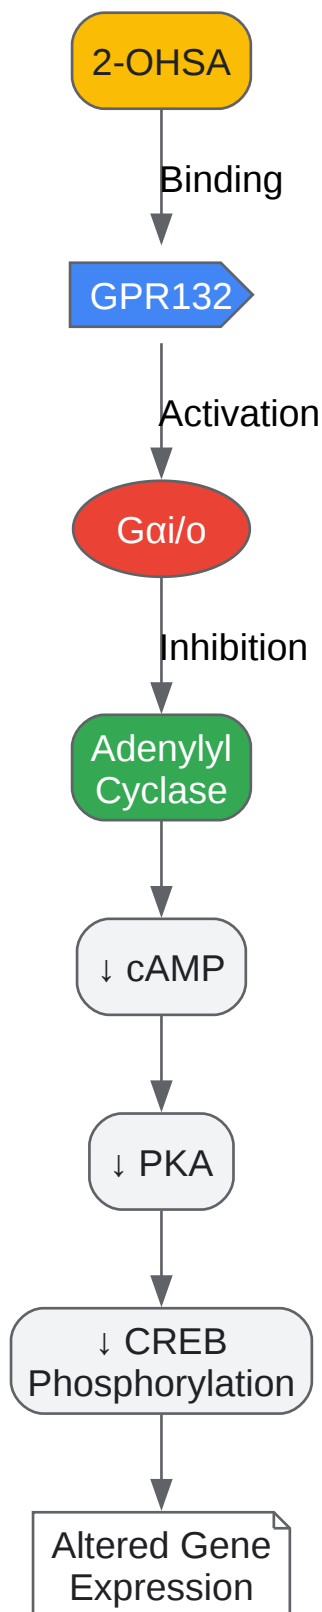 2-OHSA
Binding
GPR132
Activation
Gαi/o
Inhibition
Adenylyl
Cyclase
↓ cAMP
↓ PKA
↓ CREB
Phosphorylation
Altered Gene
Expression